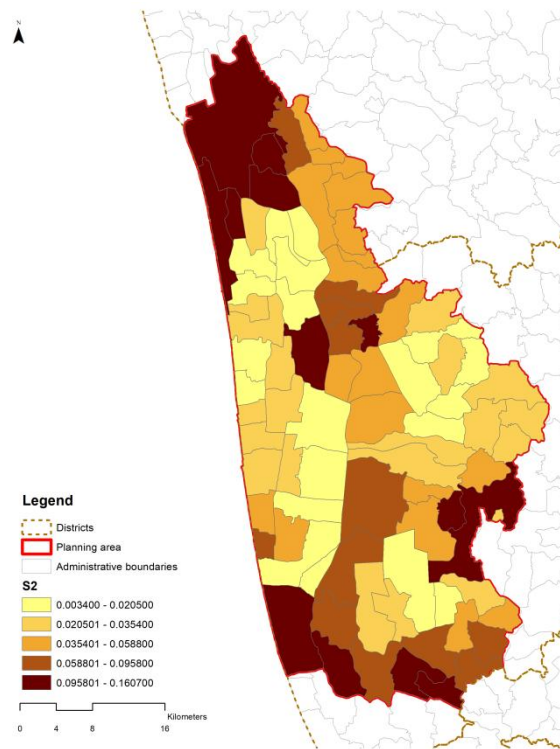 N
Legend
Districts
Planning area
Administrative boundaries
S2
0.003400 - 0.020500
0.020501 - 0.035400
0.035401 - 0.058800
0.058801 - 0.095800
0.095801 - 0.160700
Kilometers
0 4 8 16